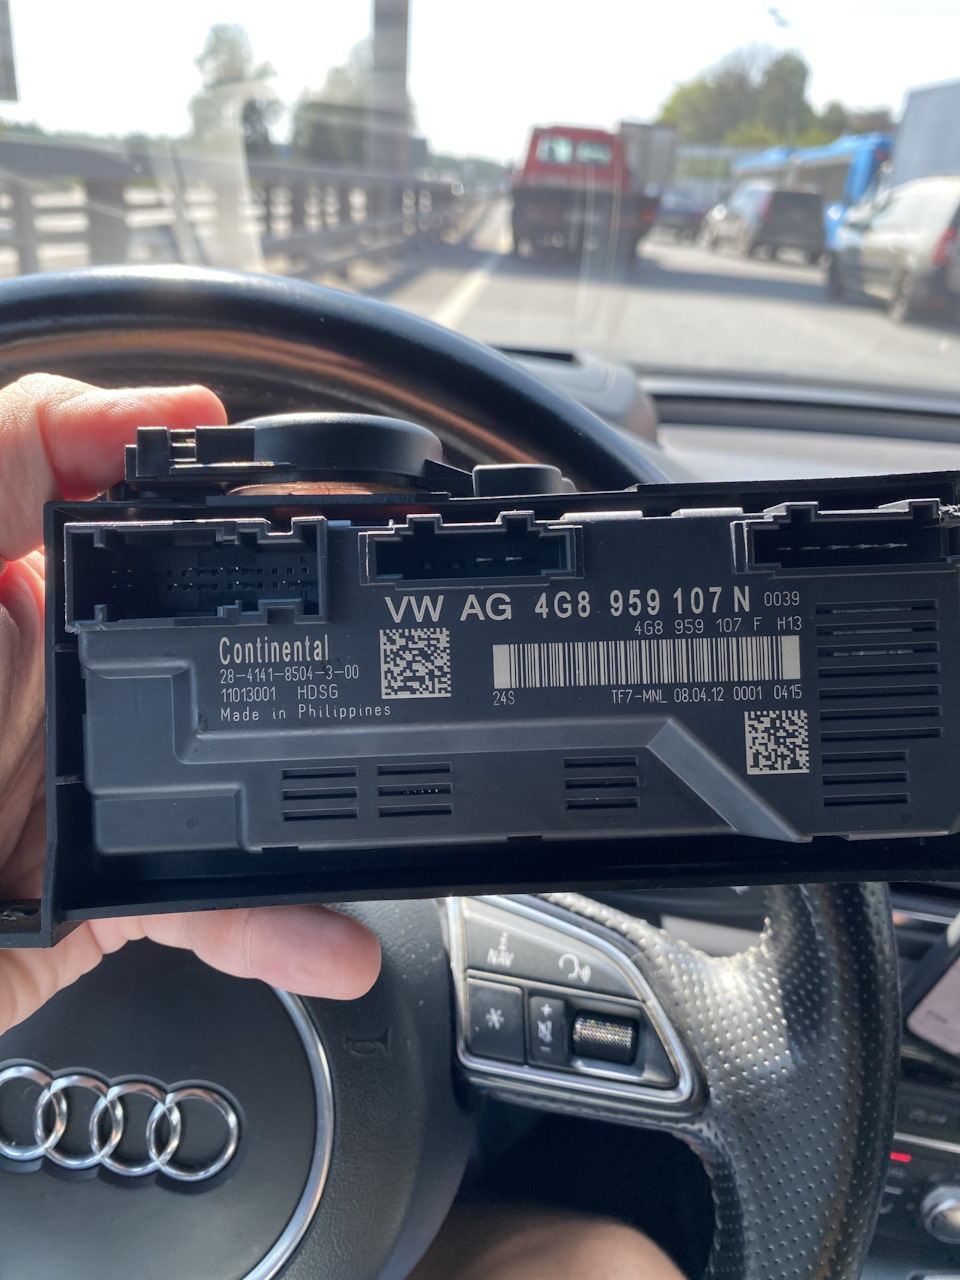 VW AG 4G8 959 107 N 0039
4G8 959 107 F H13
Continental
28-4141-8504-3-00
11013001 HDSG
Made in Philippines
24S TF7-MNL 08.04.12 0001 0415
i
NAV
*
+
-